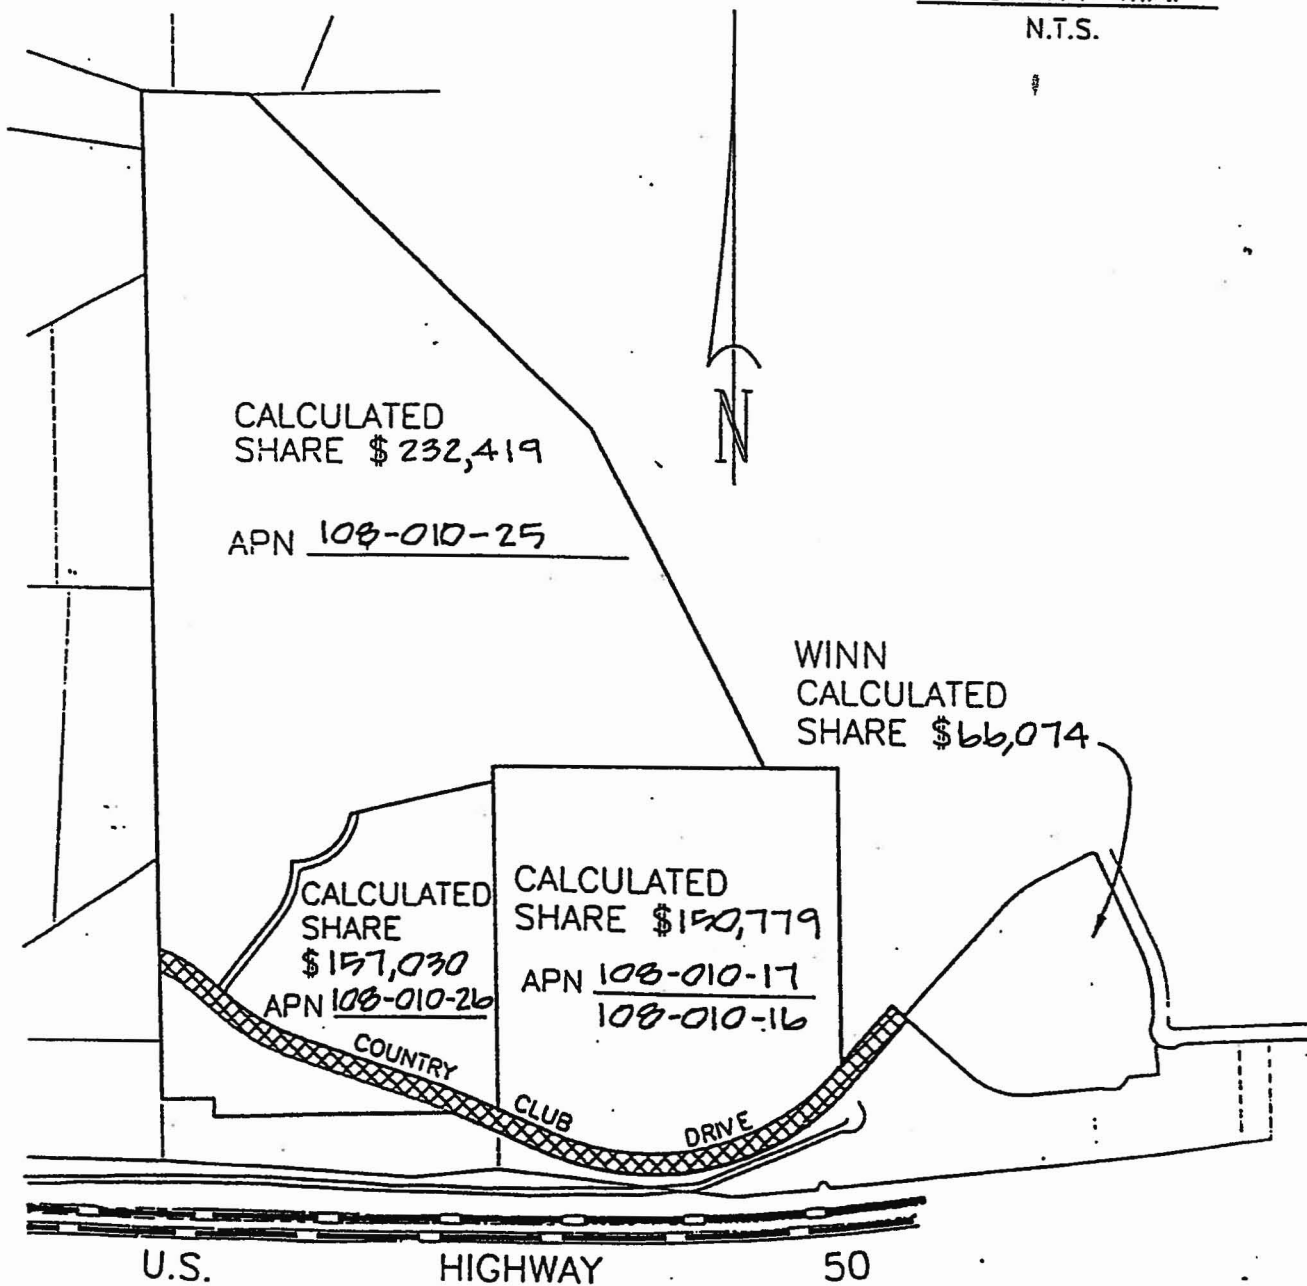 N.T.S.
N
CALCULATED
SHARE $232,419
APN 108-010-25
WINN
CALCULATED
SHARE $66,074
CALCULATED
SHARE
$157,030
APN 108-010-26
CALCULATED
SHARE $150,779
APN 108-010-17
108-010-16
COUNTRY
CLUB
DRIVE
U.S. HIGHWAY 50